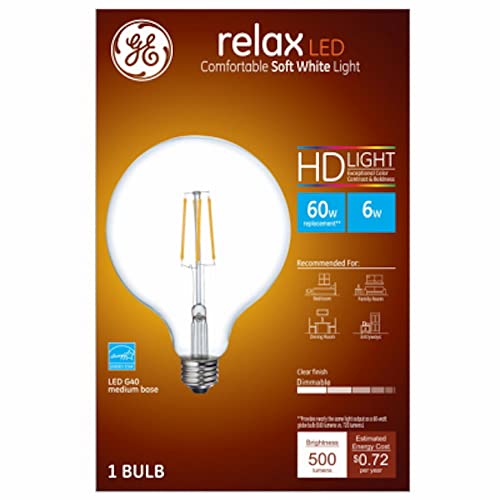 GE
relax LED
Comfortable Soft White Light
HD LIGHT
Exceptional Color
Contrast & Boldness
60w
replacement**
6w
Recommended For:
Bedroom
Family Room
Dining Room
Entryways
Clear finish
Dimmable
LED G40
medium base
1 BULB
Brightness
500
lumens
Estimated
Energy Cost
$0.72
per year